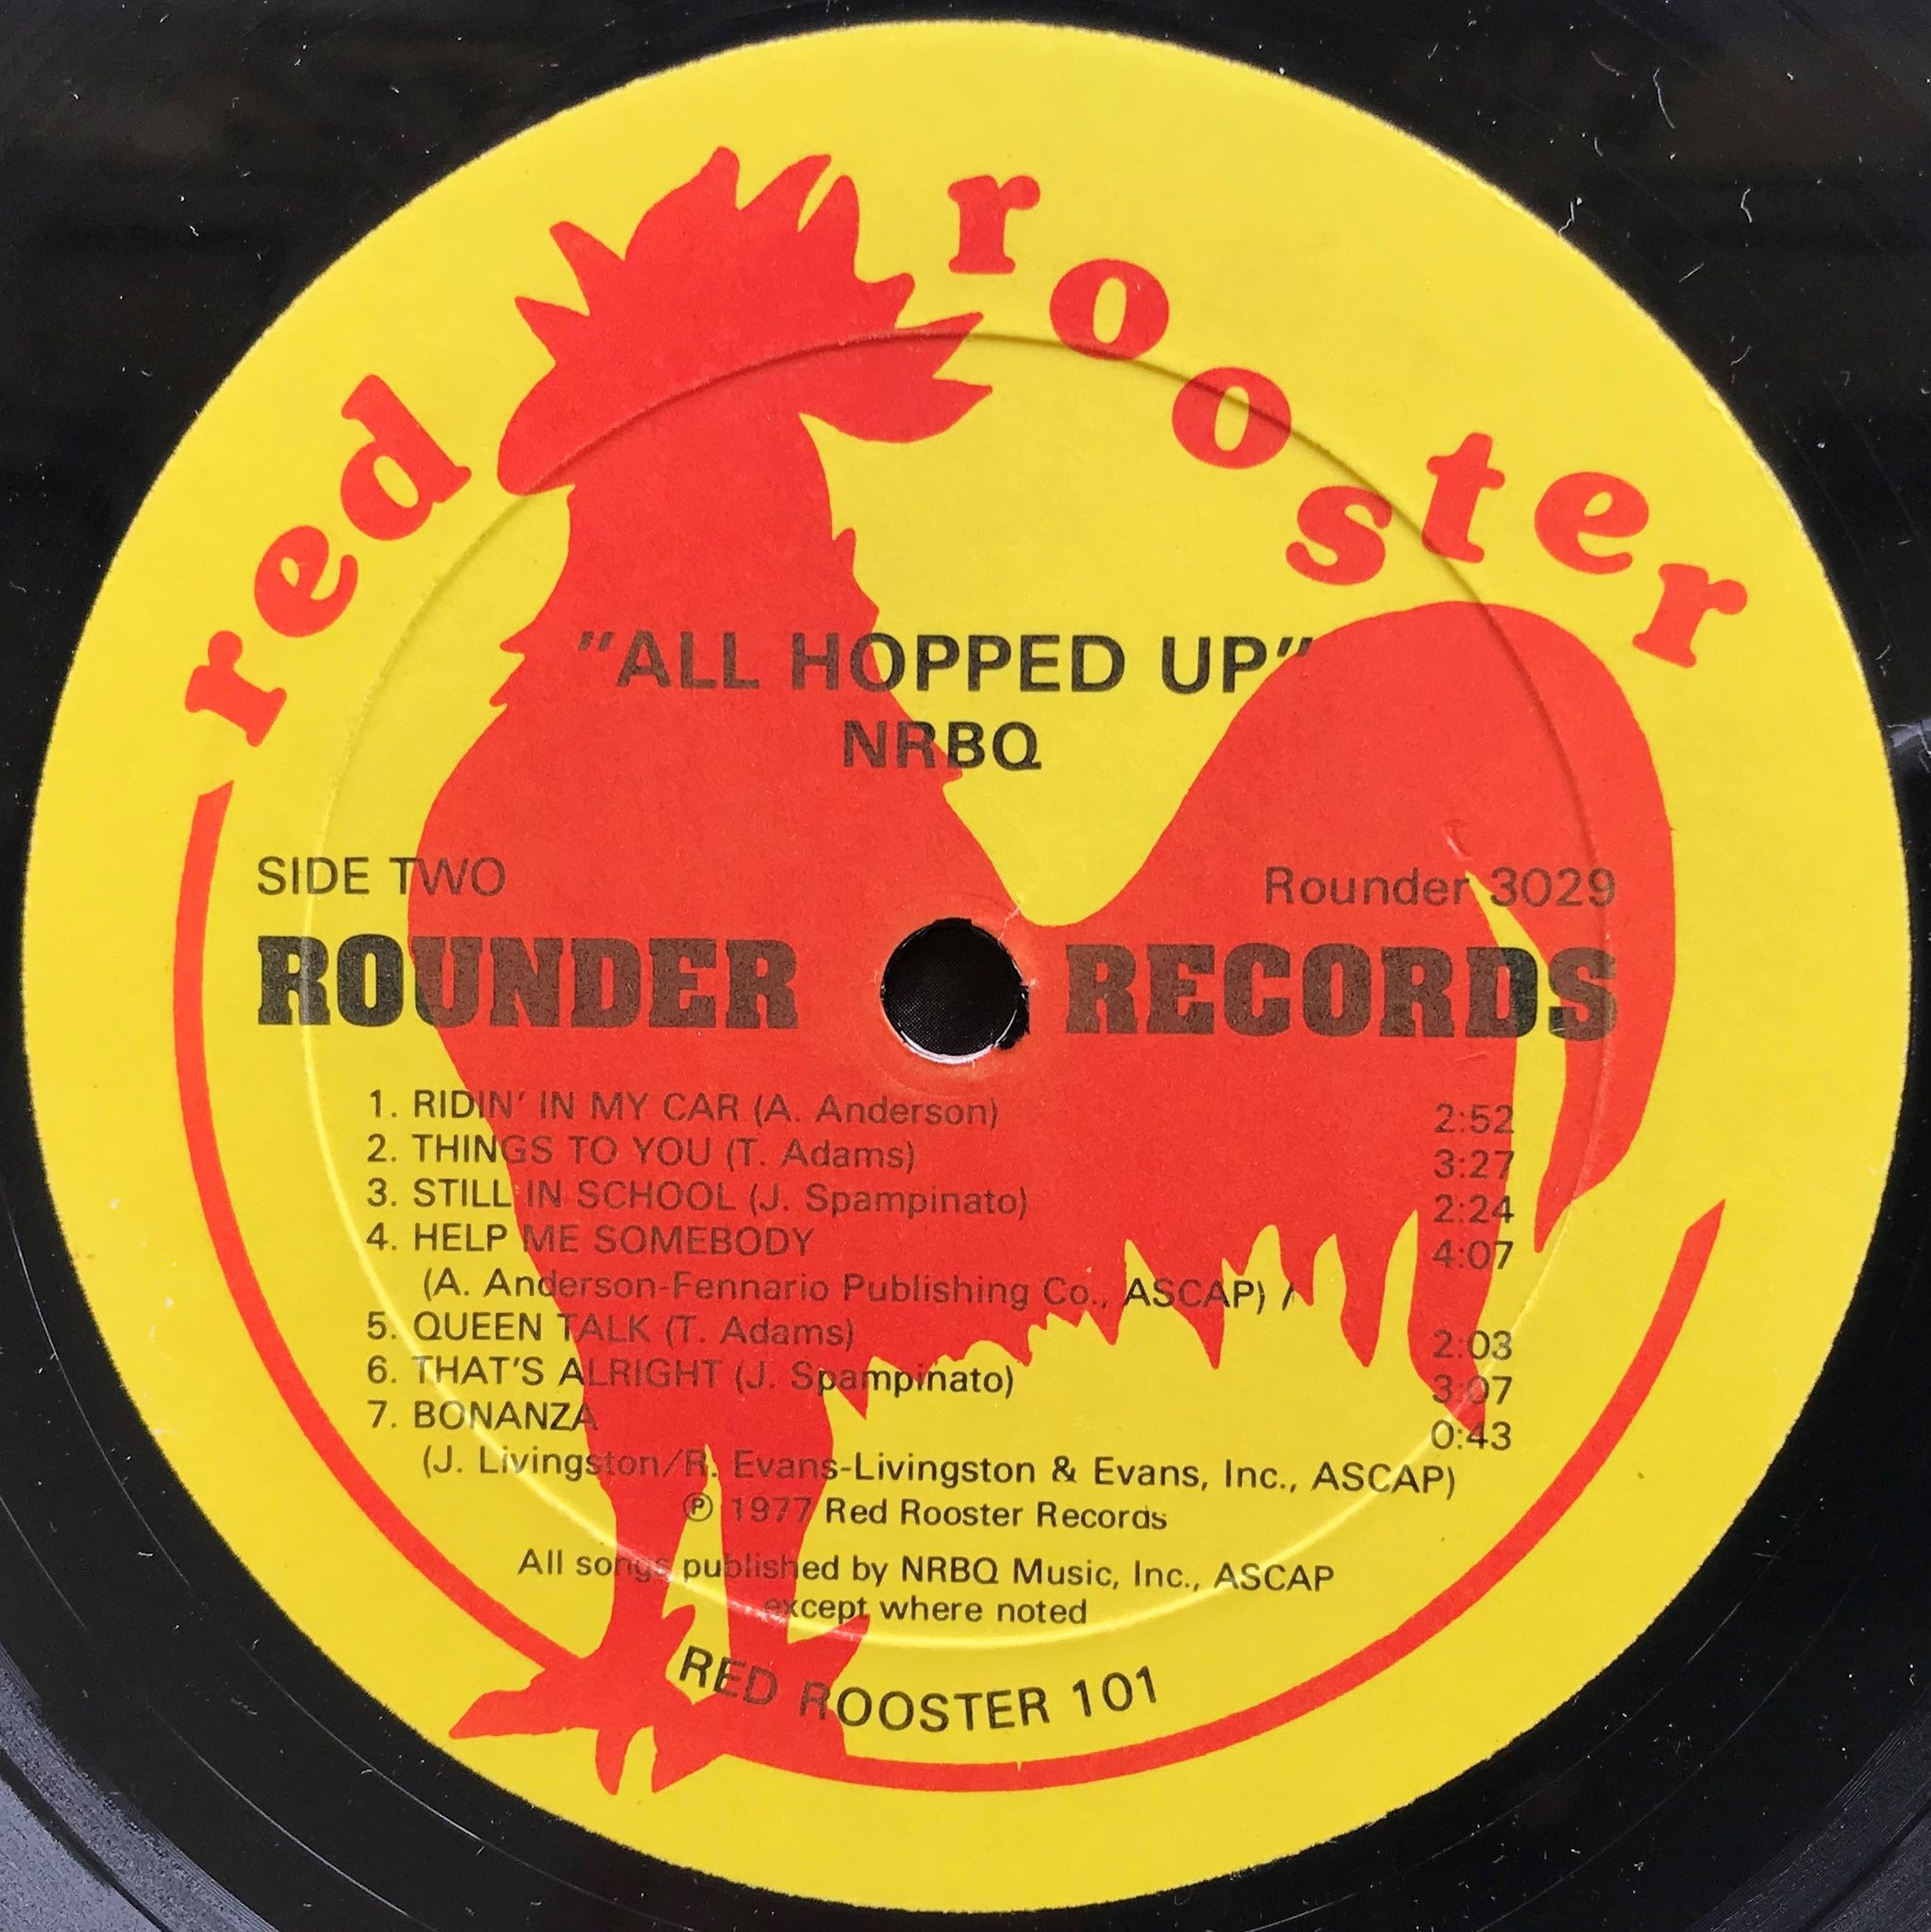 red rooster
"ALL HOPPED UP"
NRBQ
SIDE TWO Rounder 3029
ROUNDER RECORDS
1. RIDIN' IN MY CAR (A. Anderson) 2:52
2. THINGS TO YOU (T. Adams) 3:27
3. STILL IN SCHOOL (J. Spampinato) 2:24
4. HELP ME SOMEBODY 4:07
(A. Anderson-Fennario Publishing Co., ASCAP) /
5. QUEEN TALK (T. Adams) 2:03
6. THAT'S ALRIGHT (J. Spampinato) 3:07
7. BONANZA 0:43
(J. Livingston/R. Evans-Livingston & Evans, Inc., ASCAP)
℗ 1977 Red Rooster Records
All songs published by NRBQ Music, Inc., ASCAP
except where noted
RED ROOSTER 101